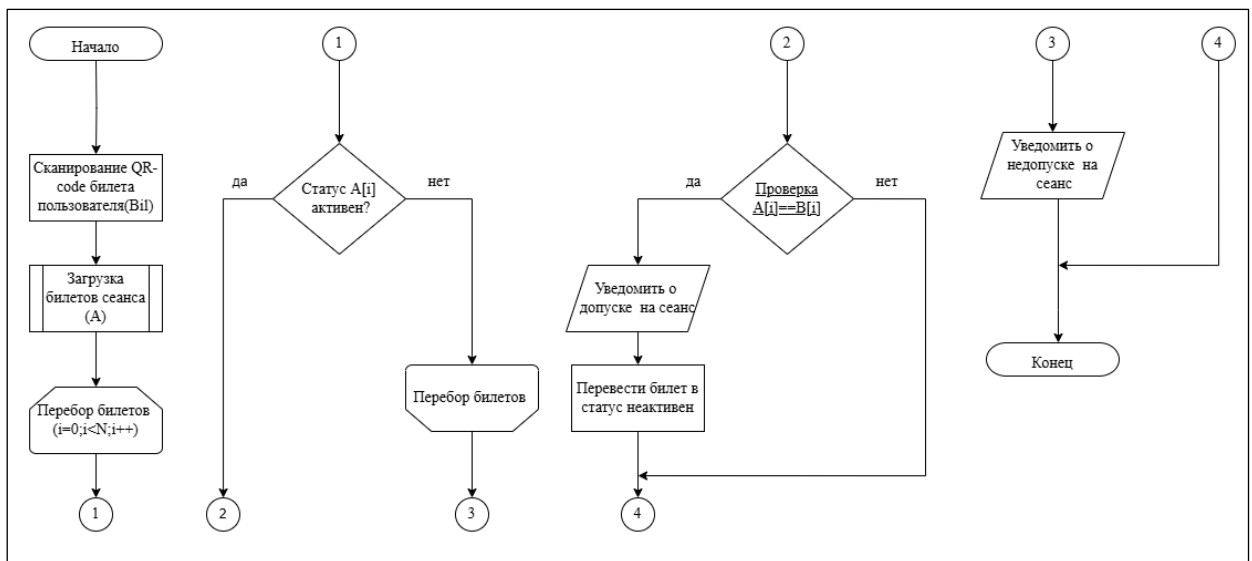 Начало
Сканирование QR-
code билета
пользователя(Bil)
Загрузка
билетов сеанса
(А)
Перебор билетов
(i=0;i<N;i++)
1
1
Статус A[i]
активен?
да
нет
2
Перебор билетов
3
2
Проверка
A[i]==B[i]
да
нет
Уведомить о
допуске на сеанс
Перевести билет в
статус неактивен
4
3
Уведомить о
недопуске на
сеанс
4
Конец